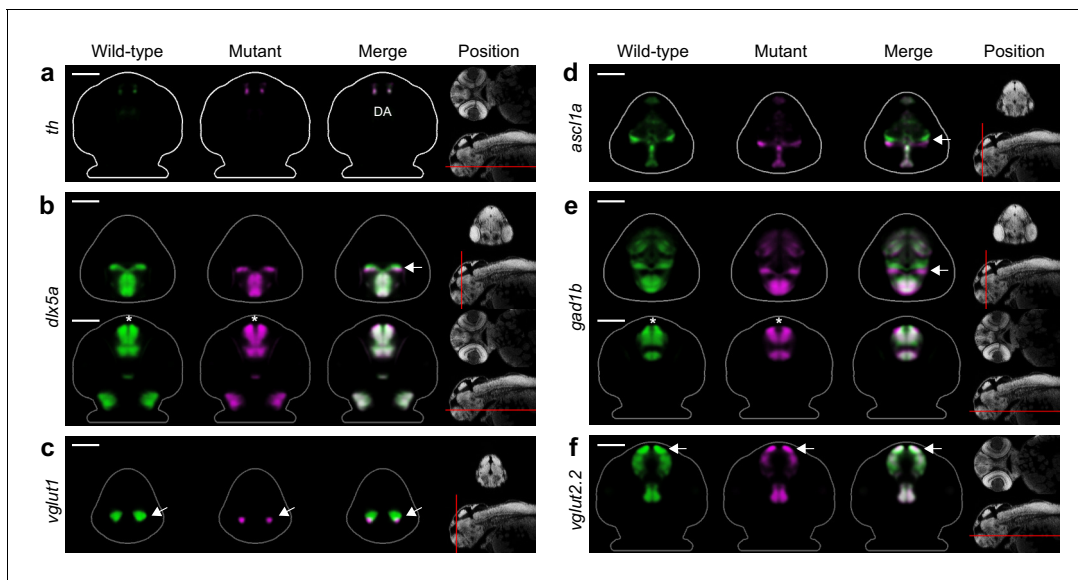 Wild-type Mutant Merge Position
a
th
DA
b
dlx5a
* *
c
vglut1
Wild-type Mutant Merge Position
d
ascl1a
e
gad1b
* *
f
vglut2.2